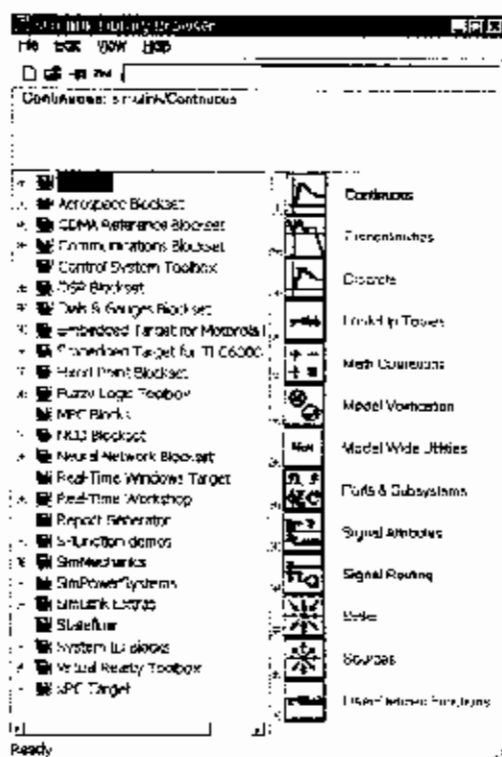 Library Browser
File Edit View Help
Continuous: simulink/Continuous
Aerospace Blockset
CDMA Reference Blockset
Communications Blockset
Control System Toolbox
DSP Blockset
Dials & Gauges Blockset
Embedded Target for Motorola
Embedded Target for TI C6000
Fixed Point Blockset
Fuzzy Logic Toolbox
MPC Blocks
NCD Blockset
Neural Network Blockset
Real-Time Windows Target
Real-Time Workshop
Report Generator
S-function demos
SimMechanics
SimPowerSystems
Simulink Extras
Stateflow
System ID Blocks
Virtual Reality Toolbox
xPC Target
Continuous
Discontinuities
Discrete
Look-Up Tables
Math Operations
Model Verification
Model-Wide Utilities
Ports & Subsystems
Signal Attributes
Signal Routing
Sinks
Sources
User-Defined Functions
Ready